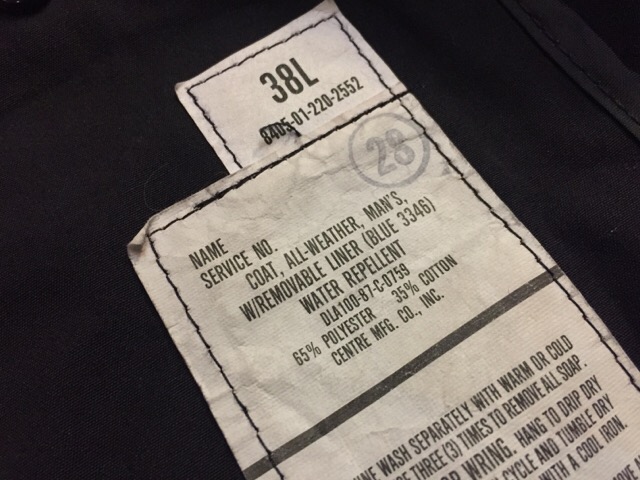 38L
8405-01-220-2552
28
NAME
SERVICE NO.
COAT, ALL-WEATHER, MAN'S,
W/REMOVABLE LINER (BLUE 3346)
WATER REPELLENT
DLA100-87-C-0759
65% POLYESTER 35% COTTON
CENTRE MFG. CO., INC.
WASH SEPARATELY WITH WARM OR COLD
THREE (3) TIMES TO REMOVE ALL SOAP.
WRING. HANG TO DRIP DRY
CYCLE AND TUMBLE DRY
WITH A COOL IRON.